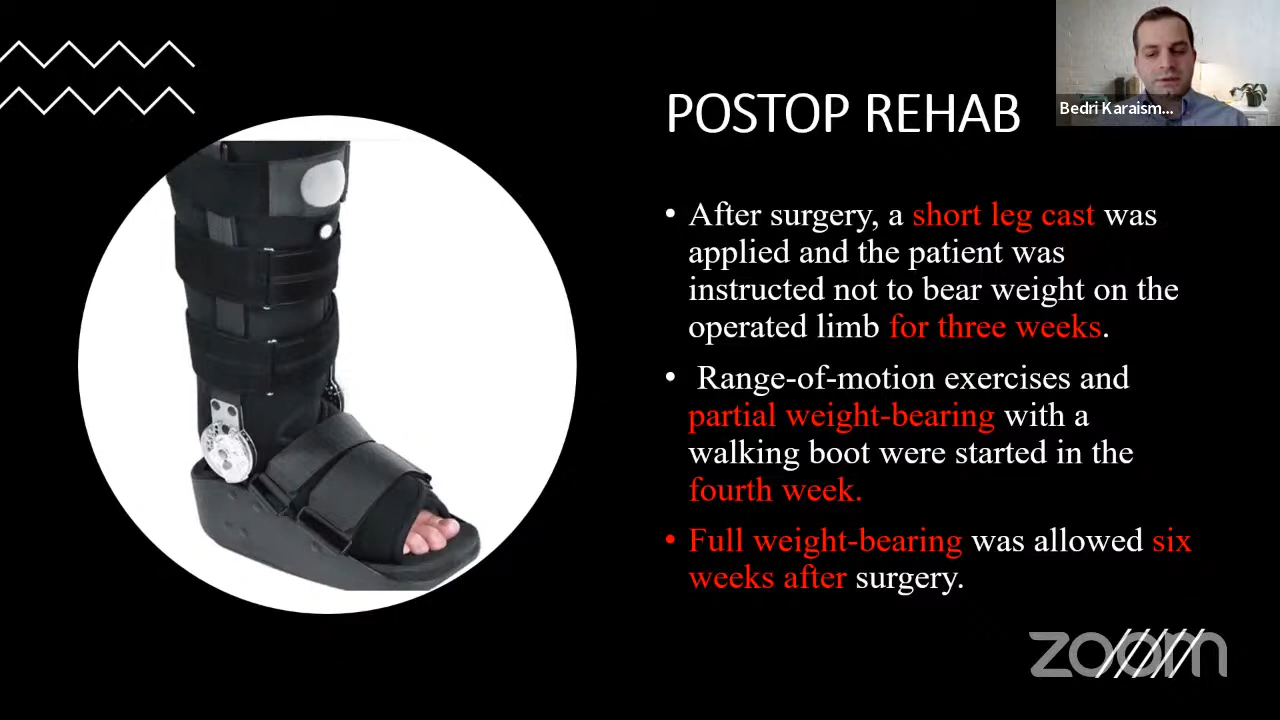 Bedri Karaism...
POSTOP REHAB
• After surgery, a short leg cast was
applied and the patient was
instructed not to bear weight on the
operated limb for three weeks.
• Range-of-motion exercises and
partial weight-bearing with a
walking boot were started in the
fourth week.
• Full weight-bearing was allowed six
weeks after surgery.
zoom